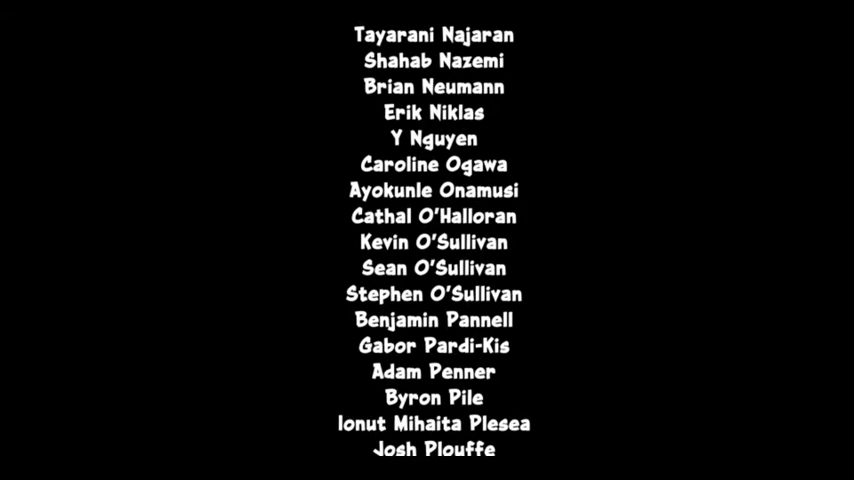 Tayarani Najaran
Shahab Nazemi
Brian Neumann
Erik Niklas
Y Nguyen
Caroline Ogawa
Ayokunle Onamusi
Cathal O'Halloran
Kevin O'Sullivan
Sean O'Sullivan
Stephen O'Sullivan
Benjamin Pannell
Gabor Pardi-Kis
Adam Penner
Byron Pile
Ionut Mihaita Plesea
Josh Plouffe